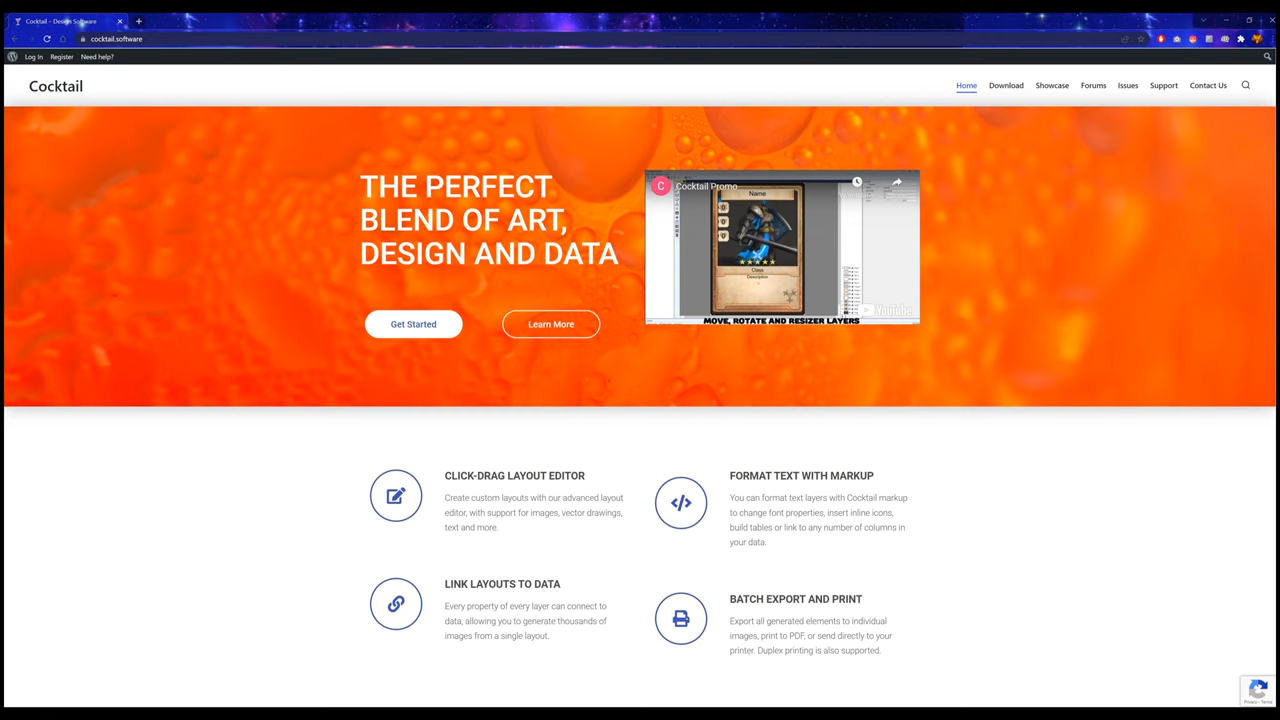 Cocktail – Design Software
cocktail.software
Log In Register Need help?
Cocktail
Home Download Showcase Forums Issues Support Contact Us
THE PERFECT
BLEND OF ART,
DESIGN AND DATA
Get Started Learn More
C Cocktail Promo
Name
Class
Description
YouTube
MOVE, ROTATE AND RESIZER LAYERS
CLICK-DRAG LAYOUT EDITOR
Create custom layouts with our advanced layout
editor, with support for images, vector drawings,
text and more.
FORMAT TEXT WITH MARKUP
You can format text layers with Cocktail markup
to change font properties, insert inline icons,
build tables or link to any number of columns in
your data.
LINK LAYOUTS TO DATA
Every property of every layer can connect to
data, allowing you to generate thousands of
images from a single layout.
BATCH EXPORT AND PRINT
Export all generated elements to individual
images, print to PDF, or send directly to your
printer. Duplex printing is also supported.
Privacy - Terms